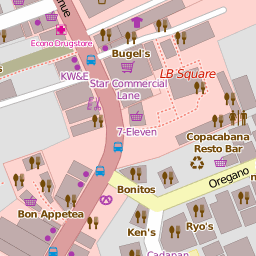 nue
Econo Drugstore
Bugel's
KW&E
LB Square
Star Commercial
Lane
7-Eleven
Copacabana
Resto Bar
Oregano
Bonitos
Bon Appetea
Ken's
Ryo's
Cadapan